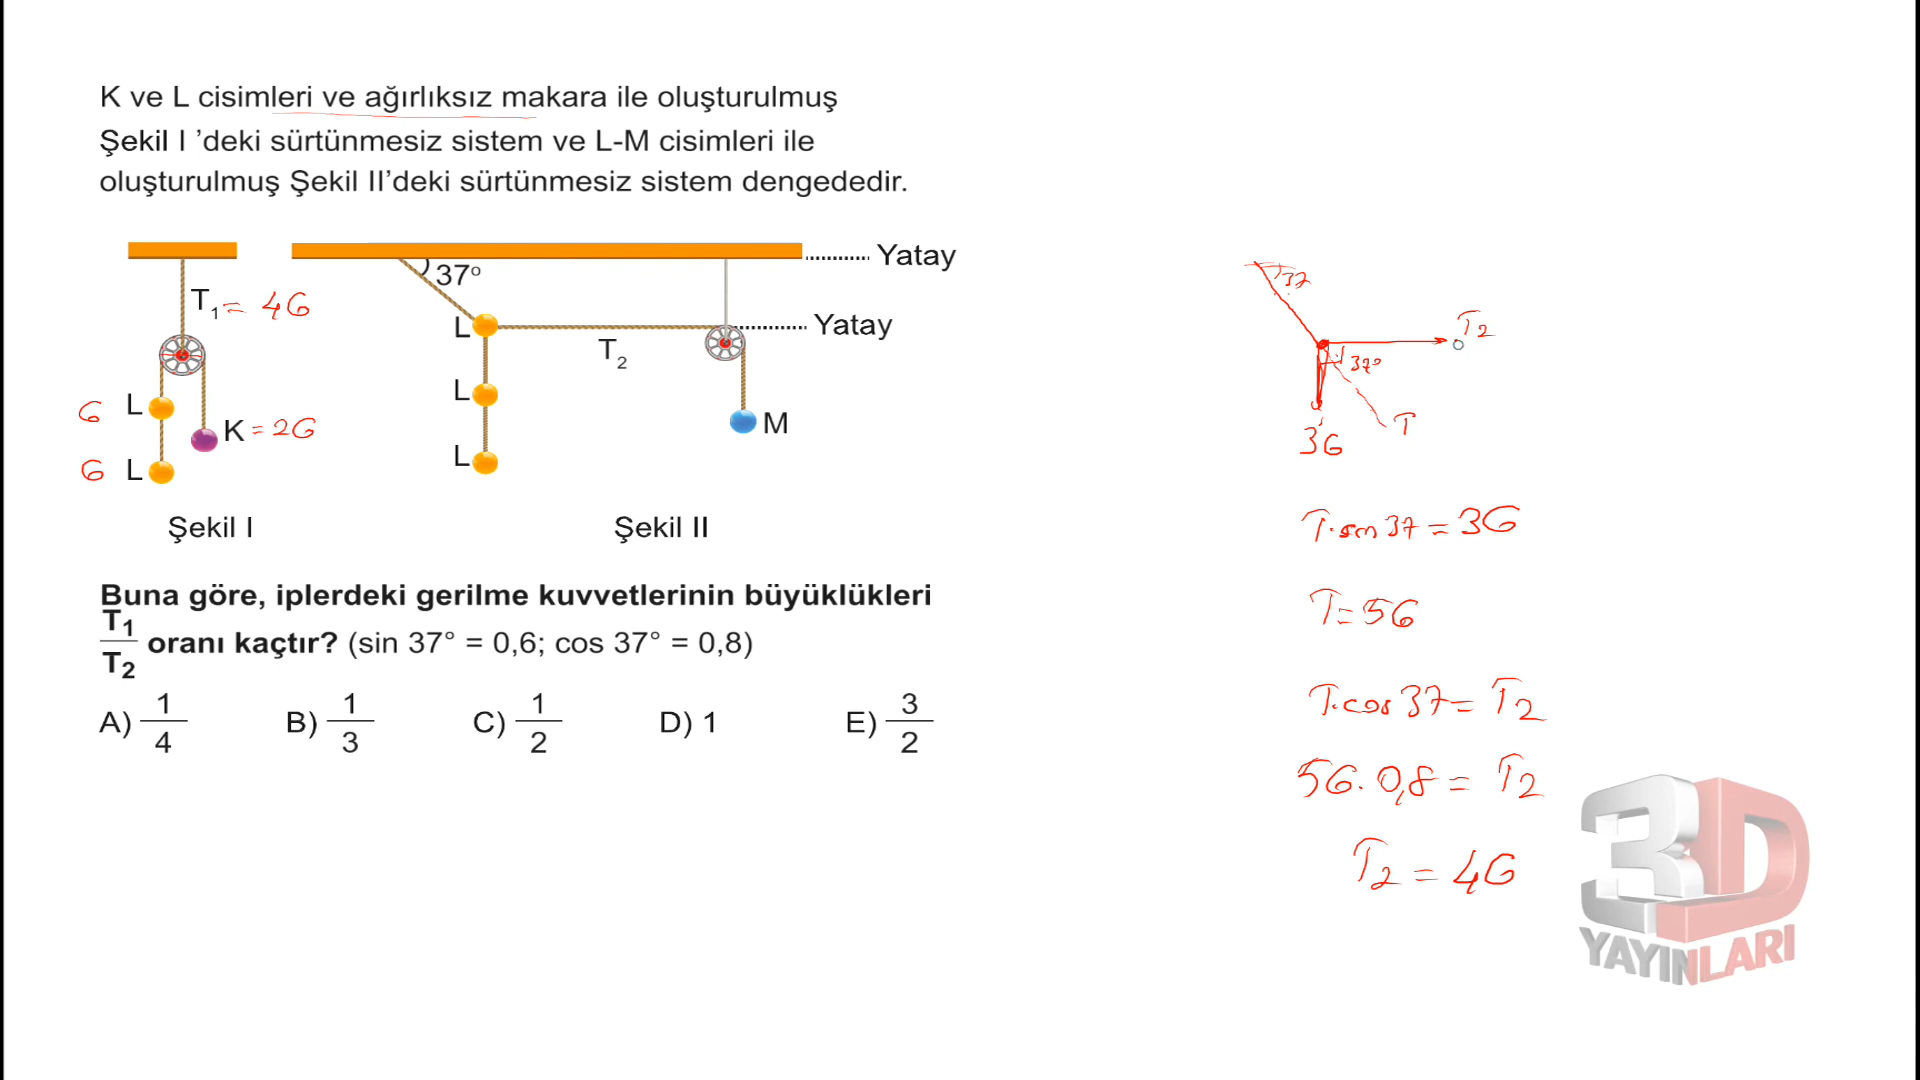 K ve L cisimleri ve ağırlıksız makara ile oluşturulmuş
Şekil I ’deki sürtünmesiz sistem ve L-M cisimleri ile
oluşturulmuş Şekil II’deki sürtünmesiz sistem dengededir.
Yatay
37°
T1 = 4G
L
Yatay
T2
G L
K = 2G
L
M
G L
L
Şekil I
Şekil II
Buna göre, iplerdeki gerilme kuvvetlerinin büyüklükleri
T1/T2 oranı kaçtır? (sin 37° = 0,6; cos 37° = 0,8)
A) 1/4 B) 1/3 C) 1/2 D) 1 E) 3/2
37
T2
37°
T
3G
T.sin 37 = 3G
T = 5G
T.cos 37 = T2
5G. 0,8 = T2
T2 = 4G
3D
YAYINLARI